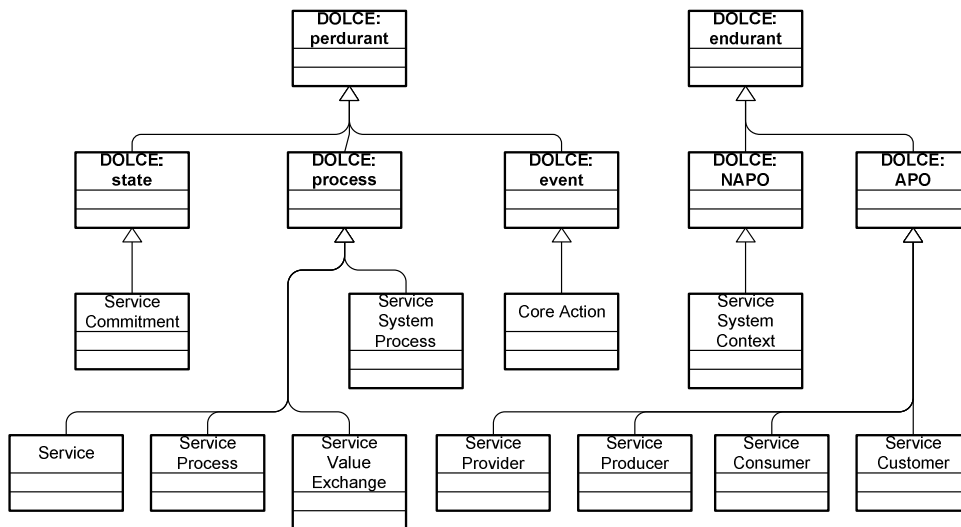 DOLCE:
perdurant
DOLCE:
endurant
DOLCE:
state
DOLCE:
process
DOLCE:
event
DOLCE:
NAPO
DOLCE:
APO
Service
Commitment
Service
System
Process
Core Action
Service
System
Context
Service
Service
Process
Service
Value
Exchange
Service
Provider
Service
Producer
Service
Consumer
Service
Customer